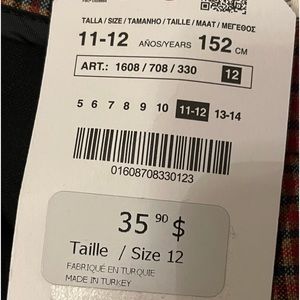 TALLA / SIZE / TAMANHO / TAILLE / MAAT / ΜΕΓΕΘΟΣ
11-12 AÑOS/YEARS 152 CM
ART.: 1608 / 708 / 330 12
5 6 7 8 9 10 11-12 13-14
01608708330123
35 90 $
Taille / Size 12
FABRIQUÉ EN TURQUIE
MADE IN TURKEY